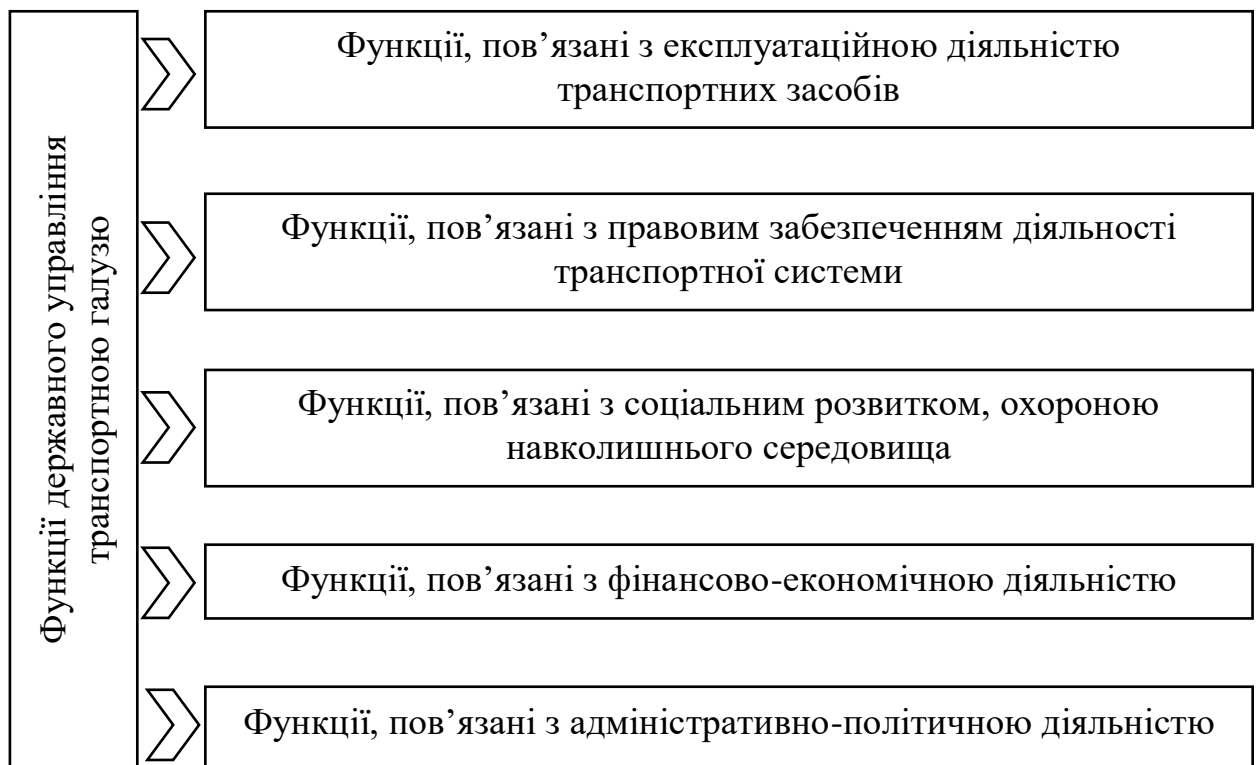 Функції державного управління
транспортною галузю
Функції, пов’язані з експлуатаційною діяльністю
транспортних засобів
Функції, пов’язані з правовим забезпеченням діяльності
транспортної системи
Функції, пов’язані з соціальним розвитком, охороною
навколишнього середовища
Функції, пов’язані з фінансово-економічною діяльністю
Функції, пов’язані з адміністративно-політичною діяльністю